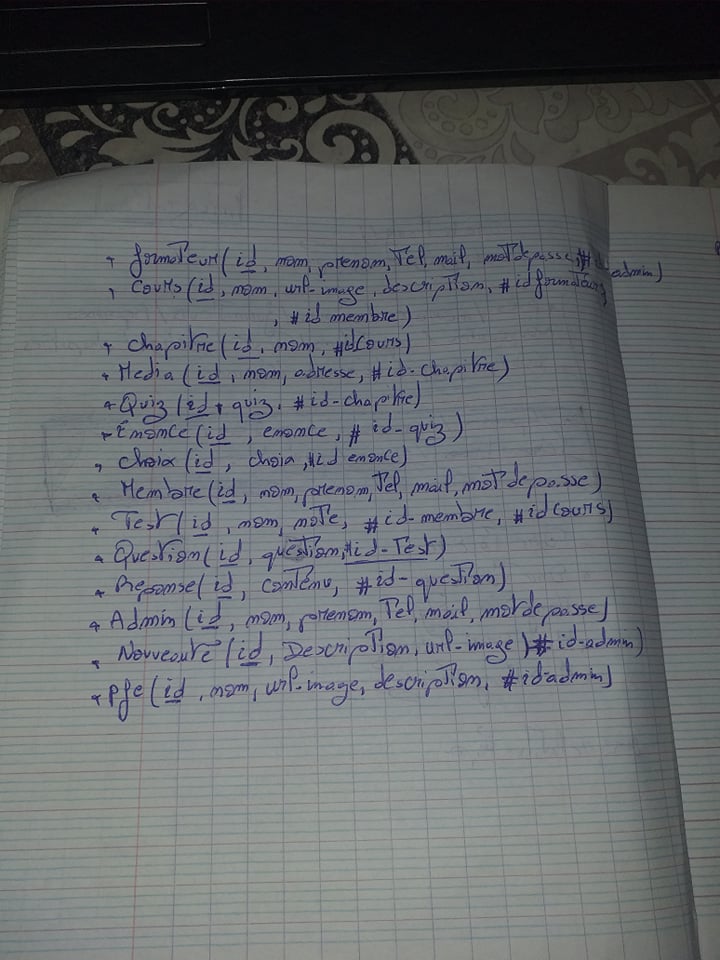 + formateur(id, nom, prenom, Tel, mail, motdepasse, #id-admin)
+ Cours (id, nom, url-image, description, #idformateur,
, #id membre)
+ chapitre (id, nom, #idCours)
+ Media (id, nom, adresse, #id-chapitre)
+ Quiz (id, quiz, #id-chapitre)
+ Enonce (id, enonce, #id-quiz)
+ choix (id, choix, #id enonce)
+ Membre (id, nom, prenom, Tel, mail, motdepasse)
+ Test (id, nom, note, #id-membre, #idCours)
+ Question (id, question, #id-Test)
+ Reponse (id, contenu, #id-question)
+ Admin (id, nom, prenom, Tel, mail, motdepasse)
+ Nouveauté (id, Description, url-image) #id-admin)
+ pfe (id, nom, url-image, description, #id-admin)